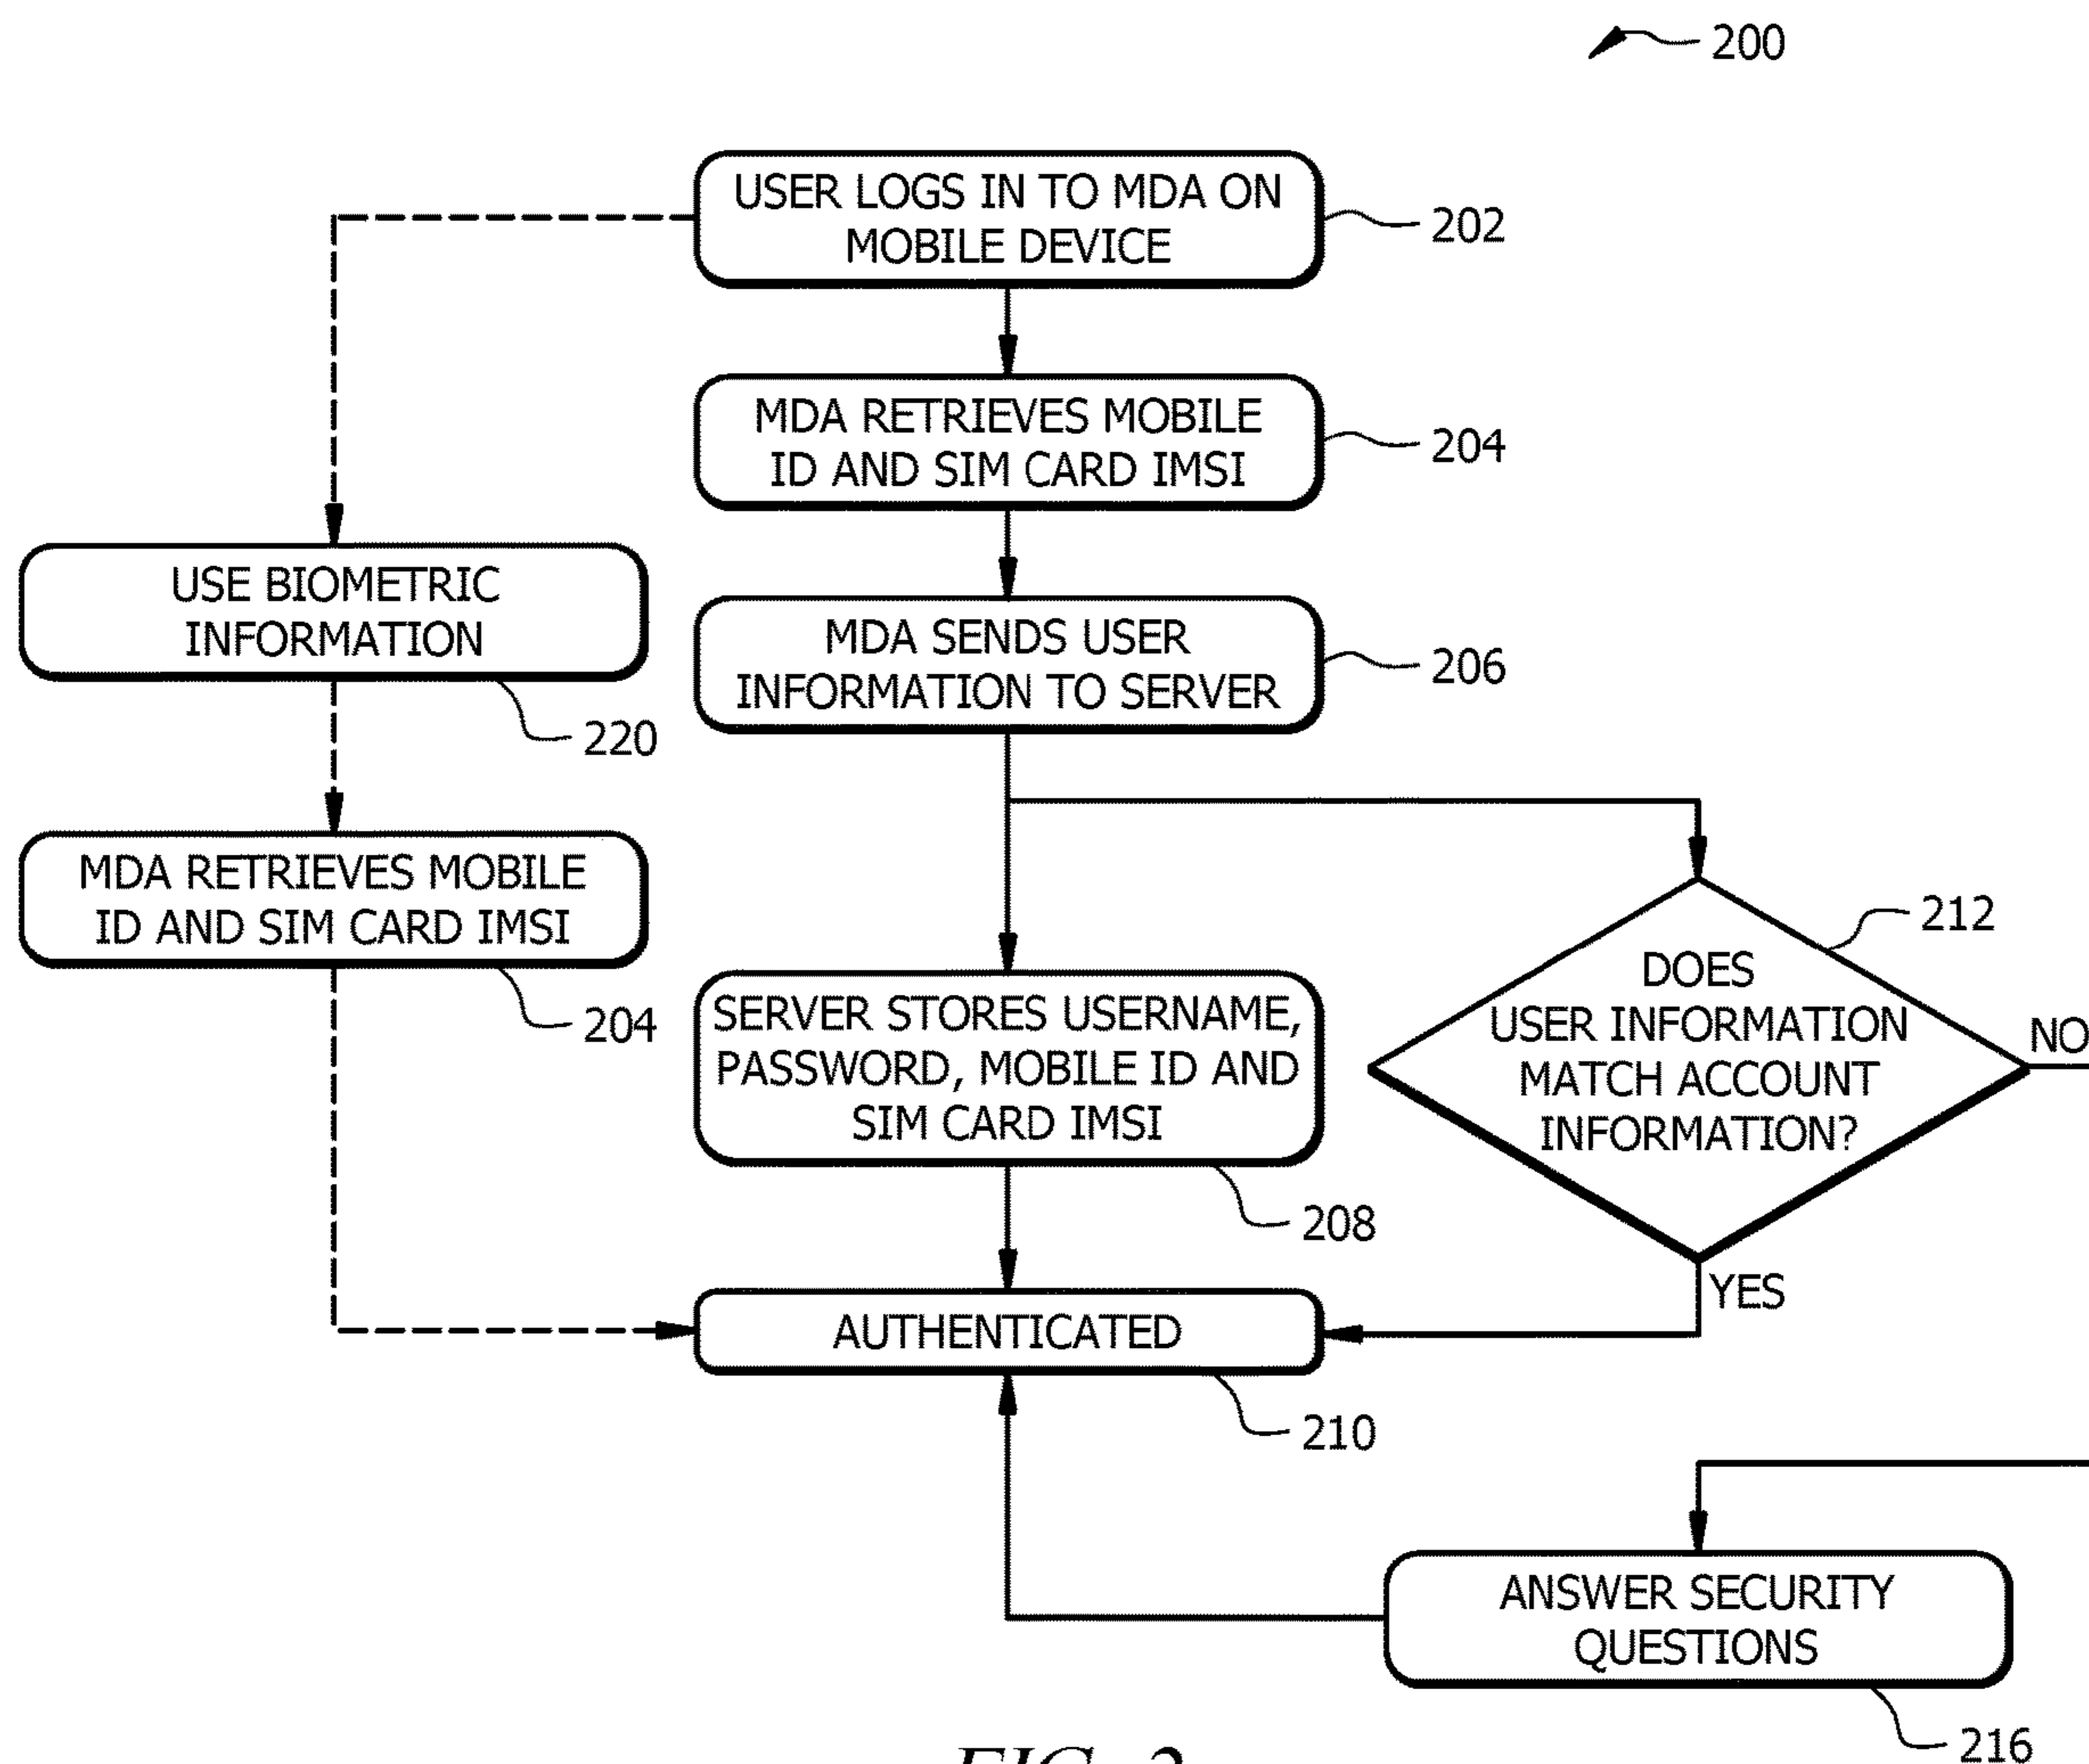 200
USER LOGS IN TO MDA ON
MOBILE DEVICE
202
MDA RETRIEVES MOBILE
ID AND SIM CARD IMSI
204
USE BIOMETRIC
INFORMATION
220
MDA SENDS USER
INFORMATION TO SERVER
206
MDA RETRIEVES MOBILE
ID AND SIM CARD IMSI
204
SERVER STORES USERNAME,
PASSWORD, MOBILE ID AND
SIM CARD IMSI
208
212
DOES
USER INFORMATION
MATCH ACCOUNT
INFORMATION?
NO
YES
AUTHENTICATED
210
ANSWER SECURITY
QUESTIONS
216
FIG. 2